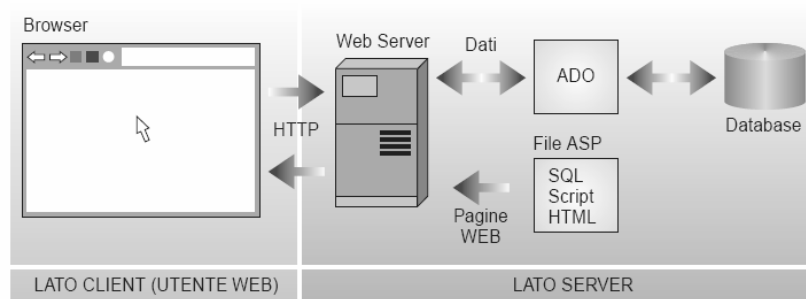 Browser
Web Server
Dati
ADO
Database
HTTP
File ASP
SQL
Script
HTML
Pagine
WEB
LATO CLIENT (UTENTE WEB)
LATO SERVER